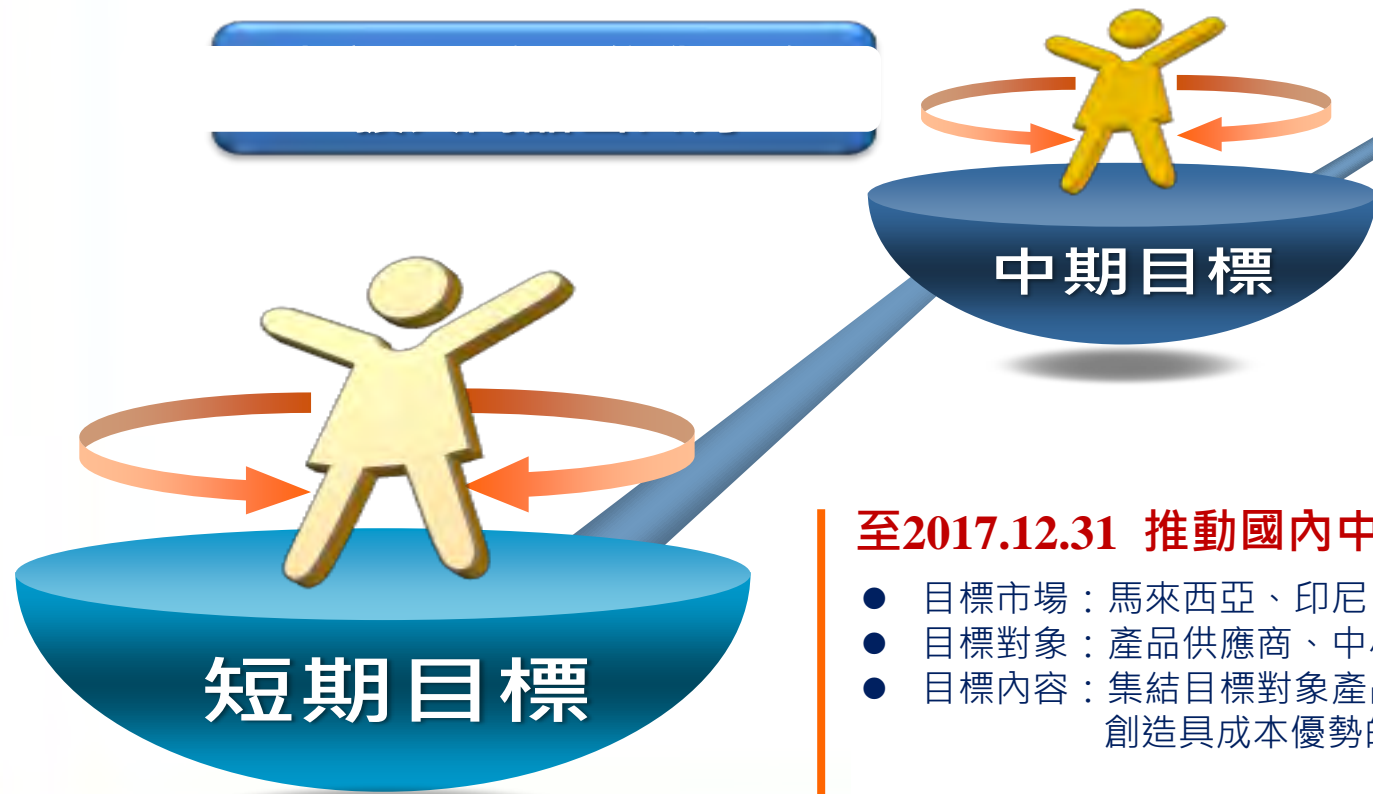 中期目標
短期目標
至2017.12.31 推動國內中
● 目標市場：馬來西亞、印尼
● 目標對象：產品供應商、中
● 目標內容：集結目標對象產
創造具成本優勢